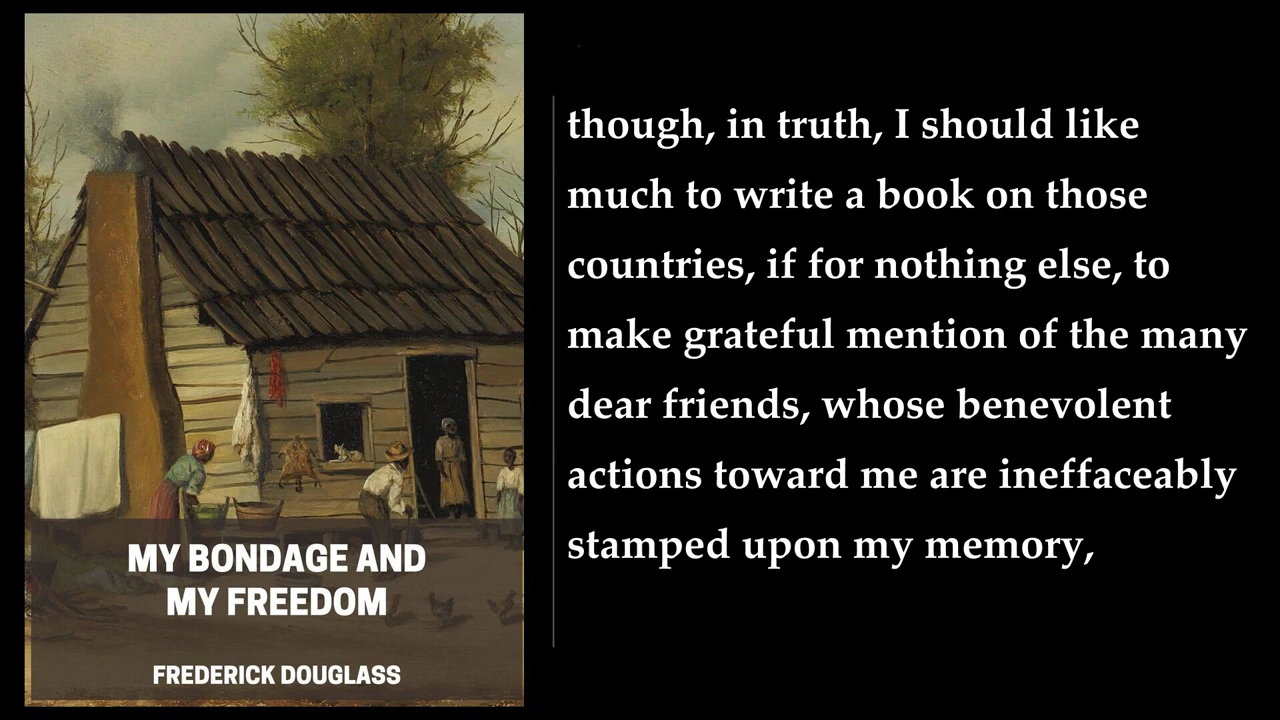 MY BONDAGE AND
MY FREEDOM
FREDERICK DOUGLASS
though, in truth, I should like
much to write a book on those
countries, if for nothing else, to
make grateful mention of the many
dear friends, whose benevolent
actions toward me are ineffaceably
stamped upon my memory,